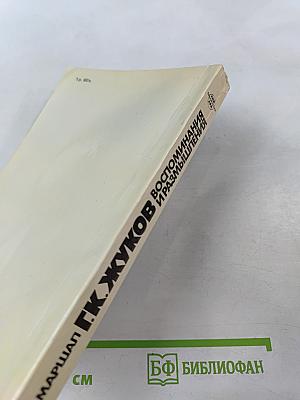 МАРШАЛ
Г.К.ЖУКОВ
ВОСПОМИНАНИЯ
И РАЗМЫШЛЕНИЯ
СМ
БФ БИБЛИОФАН